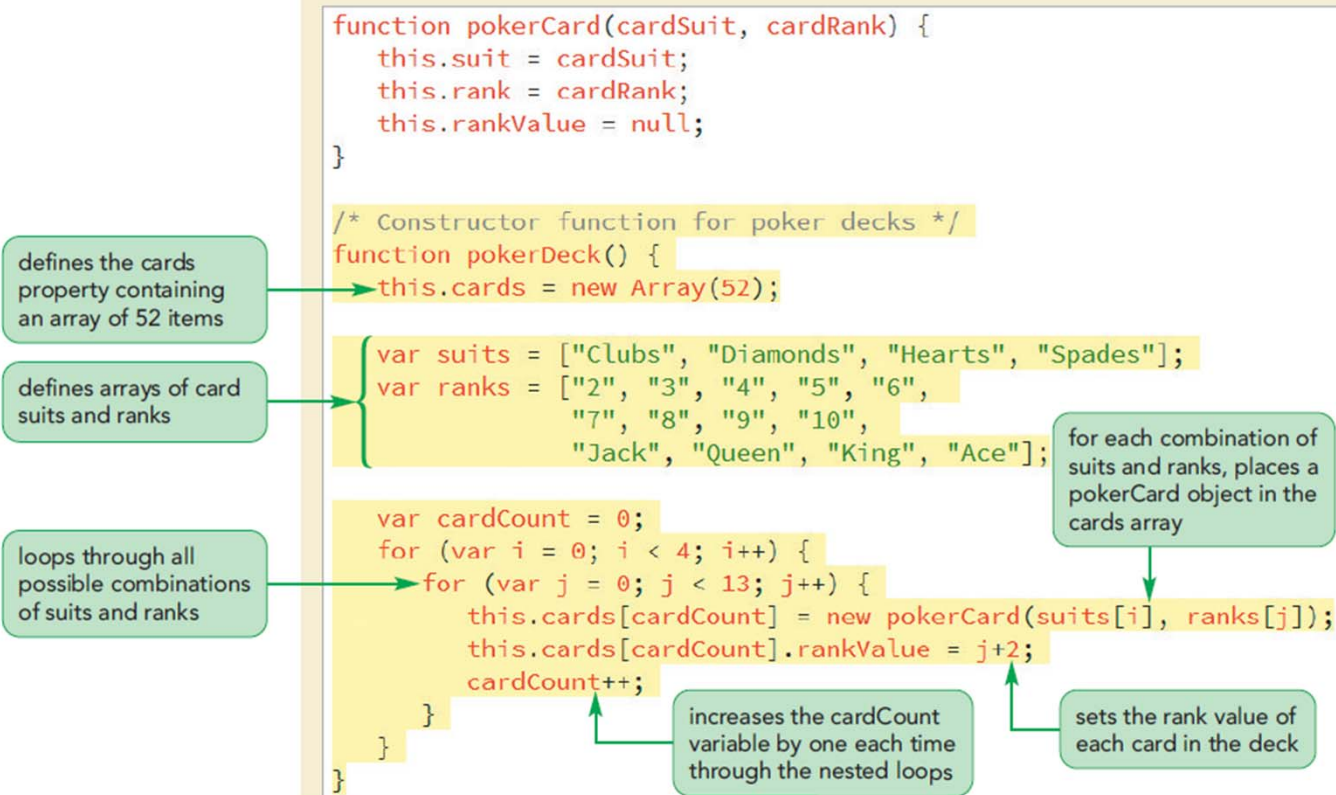 function pokerCard(cardSuit, cardRank) {
this.suit = cardSuit;
this.rank = cardRank;
this.rankValue = null;
}
/* Constructor function for poker decks */
function pokerDeck() {
this.cards = new Array(52);
defines the cards
property containing
an array of 52 items
var suits = ["Clubs", "Diamonds", "Hearts", "Spades"];
var ranks = ["2", "3", "4", "5", "6",
"7", "8", "9", "10",
"Jack", "Queen", "King", "Ace"];
defines arrays of card
suits and ranks
for each combination of
suits and ranks, places a
pokerCard object in the
cards array
var cardCount = 0;
for (var i = 0; i < 4; i++) {
for (var j = 0; j < 13; j++) {
this.cards[cardCount] = new pokerCard(suits[i], ranks[j]);
this.cards[cardCount].rankValue = j+2;
cardCount++;
}
}
}
loops through all
possible combinations
of suits and ranks
increases the cardCount
variable by one each time
through the nested loops
sets the rank value of
each card in the deck